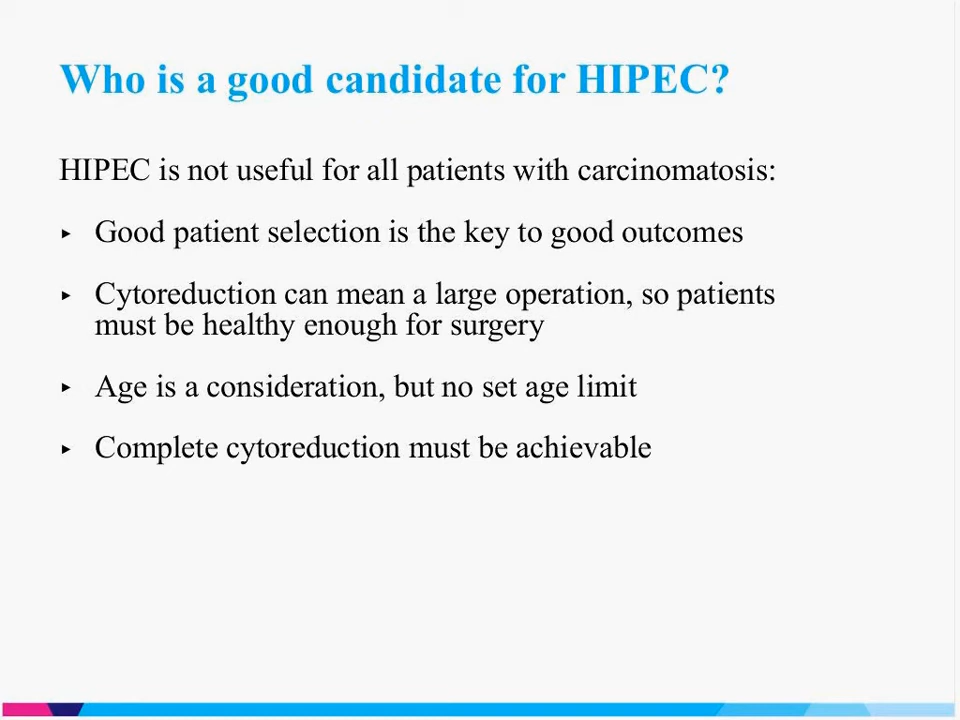 Who is a good candidate for HIPEC?
HIPEC is not useful for all patients with carcinomatosis:
▸ Good patient selection is the key to good outcomes
▸ Cytoreduction can mean a large operation, so patients
must be healthy enough for surgery
▸ Age is a consideration, but no set age limit
▸ Complete cytoreduction must be achievable